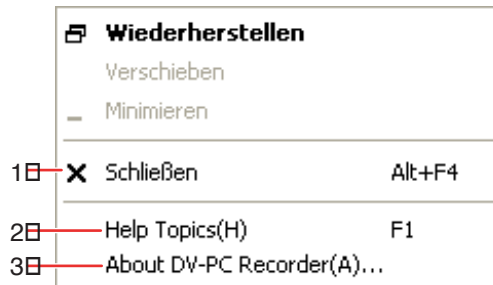 Wiederherstellen
Verschieben
Minimieren
1 Schließen Alt+F4
2 Help Topics(H) F1
3 About DV-PC Recorder(A)...